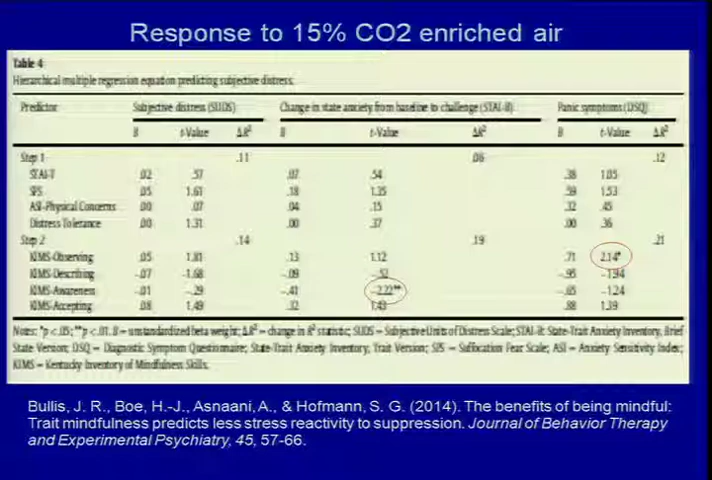 Response to 15% CO2 enriched air
Table 4
Hierarchical multiple regression equation predicting subjective distress.
Predictor Subjective distress (SUDS) Change in state anxiety from baseline to challenge (STAI-B) Panic symptoms (DSQ)
B t-Value ΔR² B t-Value ΔR² B t-Value ΔR²
Step 1 .11 .06 .12
STAI-T .02 .57 .07 .54 .38 1.05
SFS .05 1.61 .18 1.35 .59 1.53
ASI-Physical Concerns .00 .07 .04 .15 .32 .45
Distress Tolerance .00 1.31 .00 .37 .00 .36
Step 2 .14 .19 .21
KIMS-Observing .05 1.81 .13 1.12 .71 2.14*
KIMS-Describing -.07 -1.68 -.09 -.52 -.95 -1.94
KIMS-Awareness -.01 -.29 -.41 -2.22** -.65 -1.24
KIMS-Accepting .08 1.49 .32 1.43 .88 1.39
Notes: *p < .05; **p < .01. B = unstandardized beta weight; ΔR² = change in R² statistic; SUDS = Subjective Units of Distress Scale; STAI-B: State-Trait Anxiety Inventory, Brief
State Version; DSQ = Diagnostic Symptom Questionnaire; State-Trait Anxiety Inventory, Trait Version; SFS = Suffocation Fear Scale; ASI = Anxiety Sensitivity Index;
KIMS = Kentucky Inventory of Mindfulness Skills.
Bullis, J. R., Boe, H.-J., Asnaani, A., & Hofmann, S. G. (2014). The benefits of being mindful:
Trait mindfulness predicts less stress reactivity to suppression. Journal of Behavior Therapy
and Experimental Psychiatry, 45, 57-66.